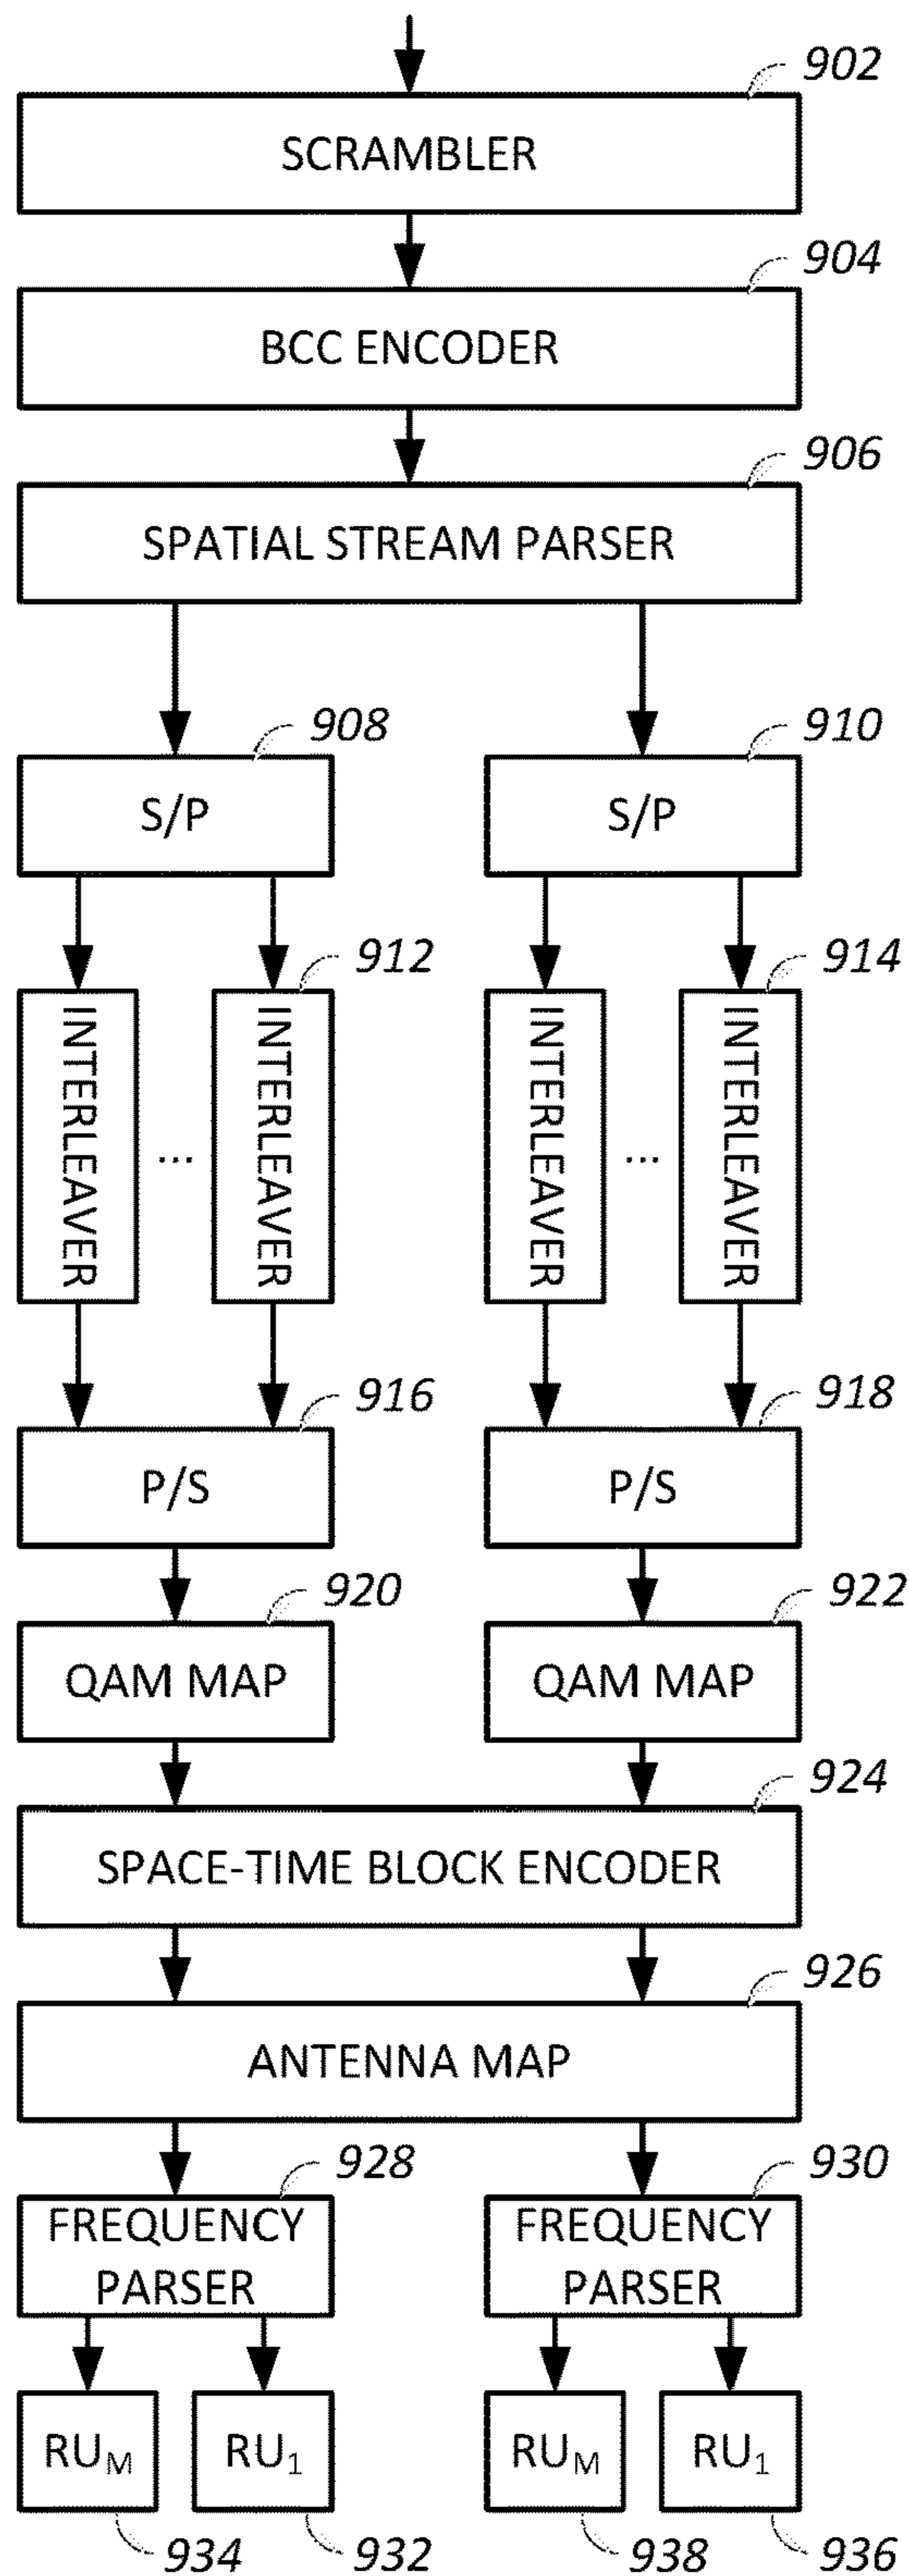 902
SCRAMBLER
904
BCC ENCODER
906
SPATIAL STREAM PARSER
908
910
S/P
S/P
912
914
INTERLEAVER
...
INTERLEAVER
INTERLEAVER
...
INTERLEAVER
916
918
P/S
P/S
920
922
QAM MAP
QAM MAP
924
SPACE-TIME BLOCK ENCODER
926
ANTENNA MAP
928
930
FREQUENCY
PARSER
FREQUENCY
PARSER
RUM
RU1
RUM
RU1
934
932
938
936